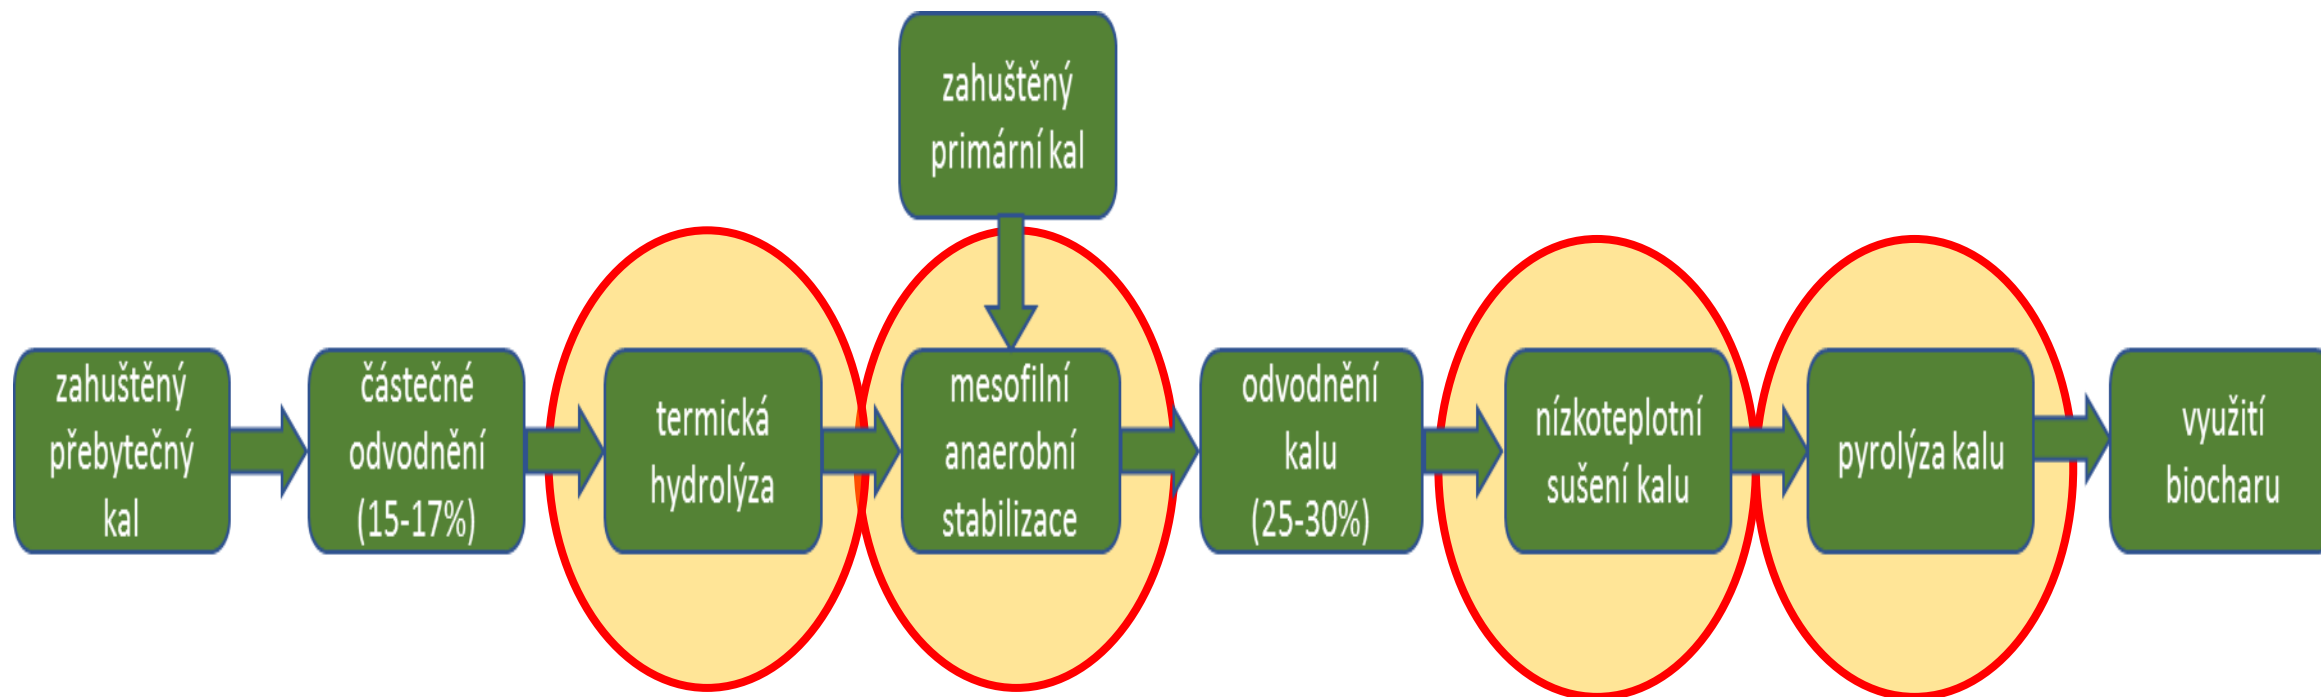 zahuštěný
primární kal
zahuštěný
přebytečný
kal
částečné
odvodnění
(15-17%)
termická
hydrolýza
mesofilní
anaerobní
stabilizace
odvodnění
kalu
(25-30%)
nízkoteplotní
sušení kalu
pyrolýza kalu
využití
biocharu